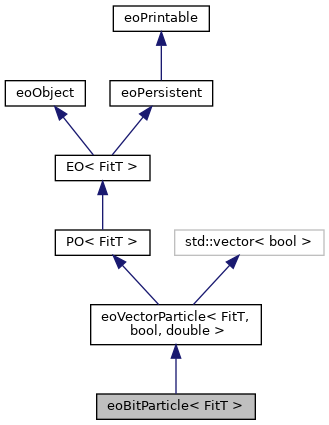 eoPrintable
eoObject
eoPersistent
EO< FitT >
PO< FitT >
std::vector< bool >
eoVectorParticle< FitT,
bool, double >
eoBitParticle< FitT >